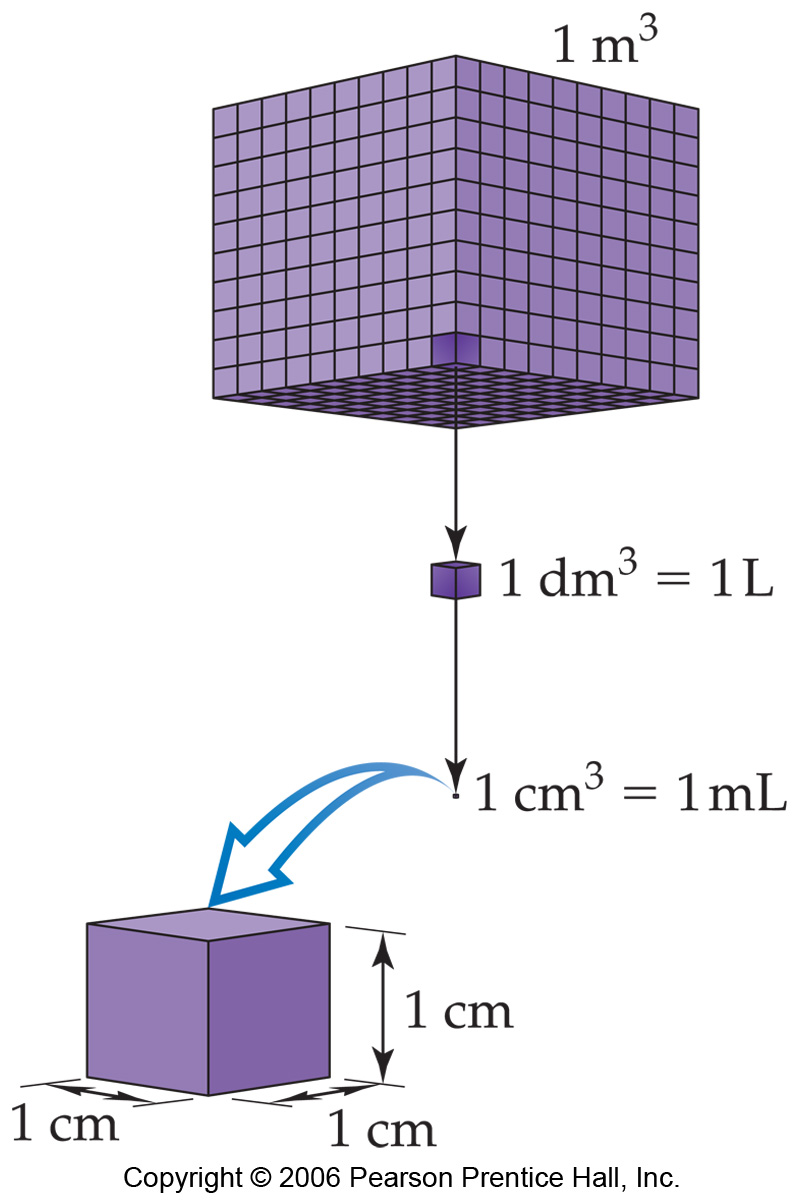 1 m³
1 dm³ = 1 L
1 cm³ = 1 mL
1 cm
1 cm
1 cm
Copyright © 2006 Pearson Prentice Hall, Inc.